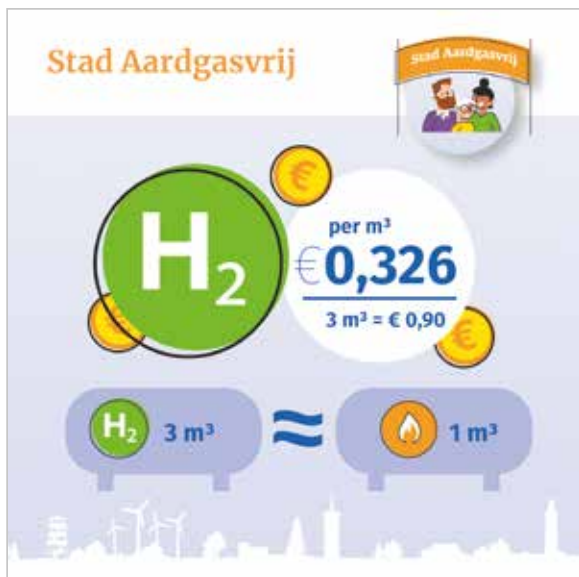 Stad Aardgasvrij
Stad Aardgasvrij
H₂
per m³
€0,326
3 m³ = € 0,90
€
€
€
H₂ 3 m³ ≈ 1 m³